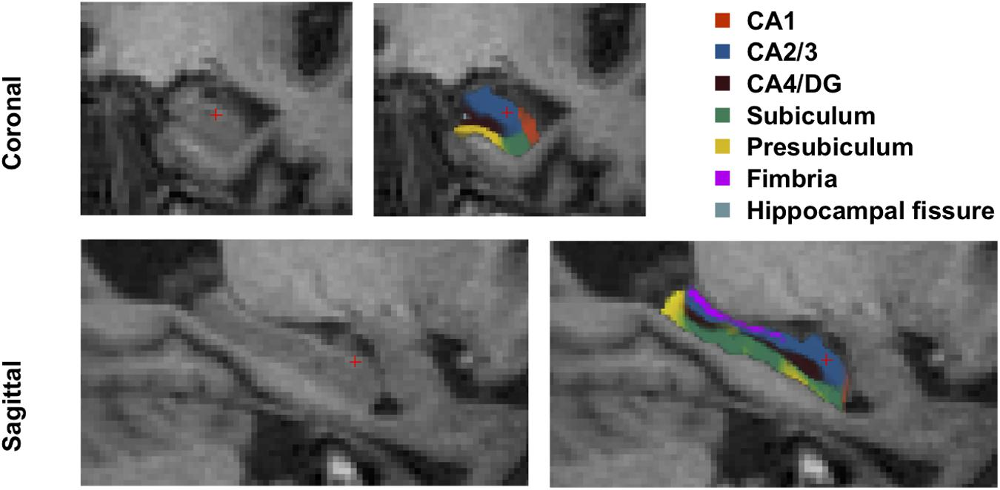 Coronal
CA1
CA2/3
CA4/DG
Subiculum
Presubiculum
Fimbria
Hippocampal fissure
Sagittal